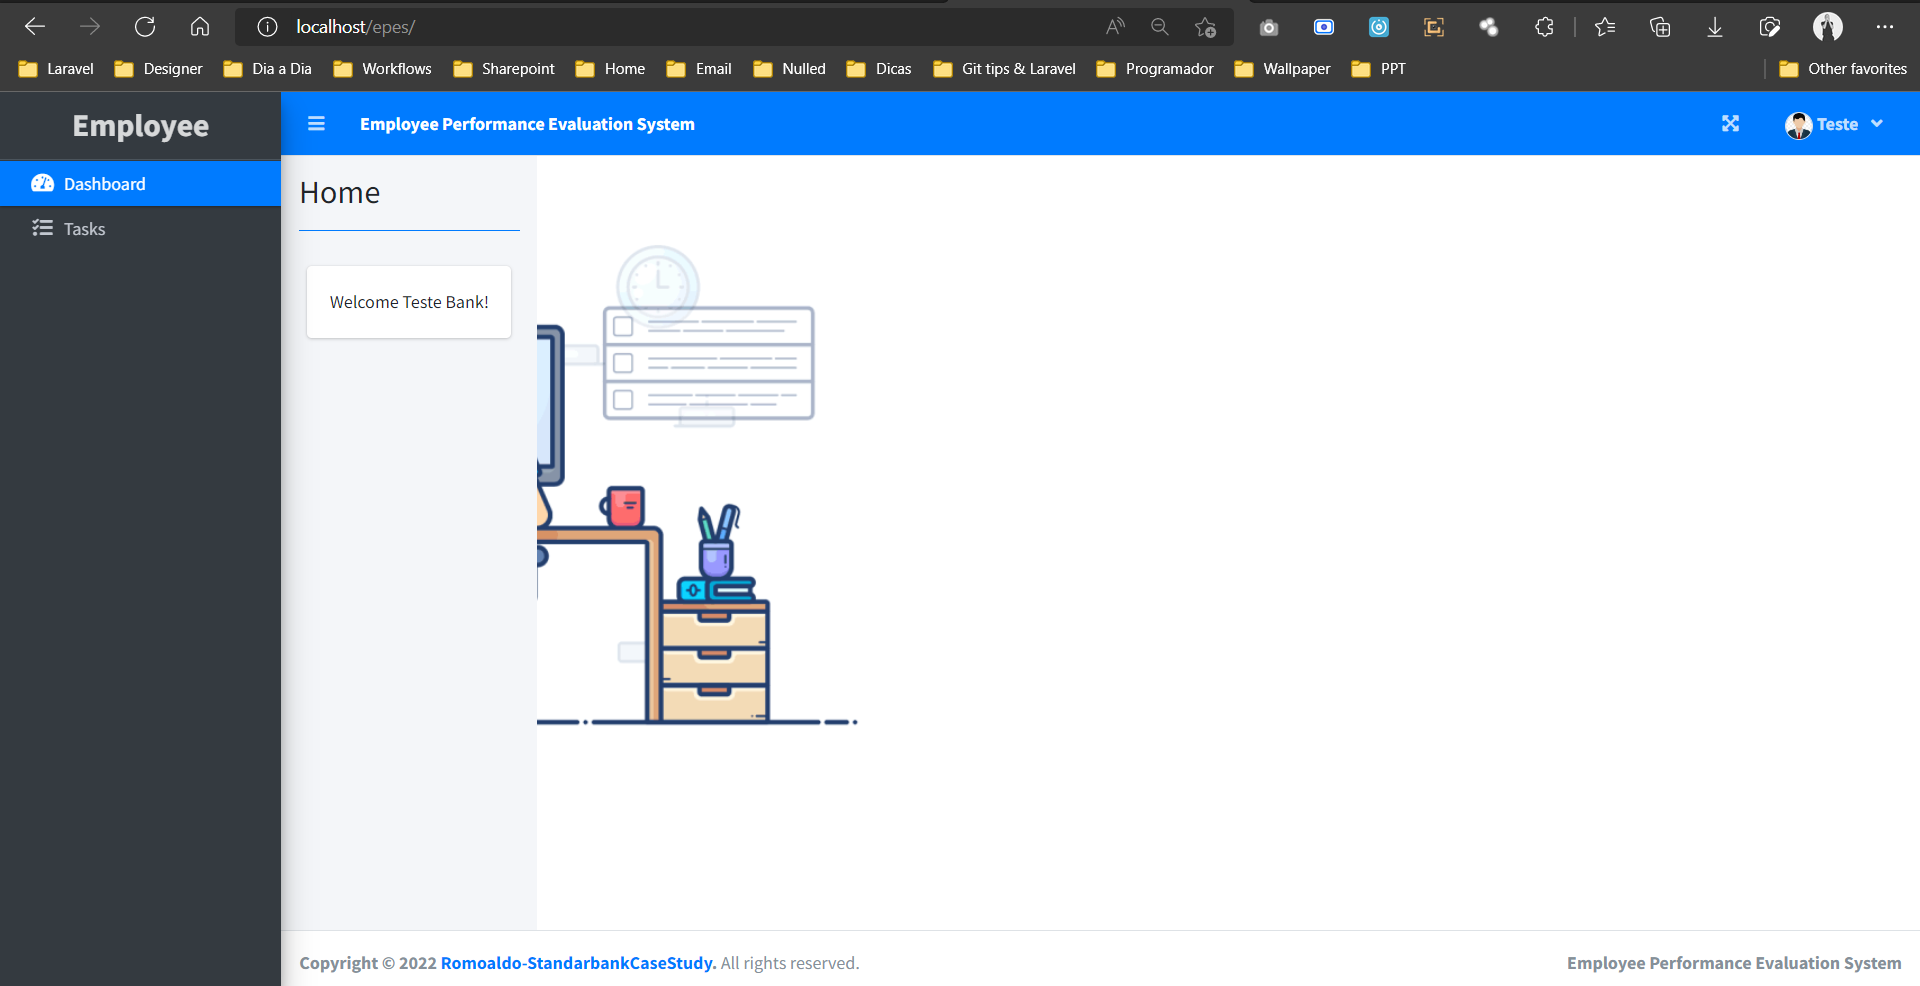 localhost/epes/
Laravel Designer Dia a Dia Workflows Sharepoint Home Email Nulled Dicas Git tips & Laravel Programador Wallpaper PPT Other favorites
Employee
Employee Performance Evaluation System
Teste
Dashboard
Tasks
Home
Welcome Teste Bank!
Copyright © 2022 Romoaldo-StandarbankCaseStudy. All rights reserved.
Employee Performance Evaluation System